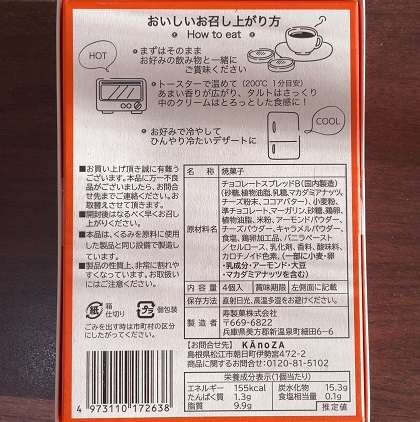 おいしいお召し上がり方
How to eat
HOT
まずはそのまま
お好みの飲み物と一緒に
ご賞味ください
トースターで温めて (200℃ 1分目安)
あまい香りが広がり、タルトはさっくり
中のクリームはとろっとした食感に！
COOL
お好みで冷やして
ひんやり冷たいデザートに
■お買い上げ頂き誠に有難う
ございます。本品に万一不良
品がございましたら、お問合
せ先までご連絡ください。お
取替えさせて頂きます。
■開封後はなるべく早くお召し
上がりください。
■本品は、くるみを原料に使用
した製品と同じ設備で製造し
ています。
■製品の性質上、非常に割れや
すくなっています。お取扱い
にはご注意ください。
紙 箱 仕切り
プラ 個包装
ごみを出す時は市町村の区分
にしたがってください。
4 973110 172638
名称 焼菓子
原材料名
チョコレートスプレッドB(国内製造)
(砂糖、植物油脂、乳糖、マカダミアナッツ、
チーズ粉末、ココアバター)、小麦粉、
準チョコレート、マーガリン、砂糖、鶏卵、
植物油脂、米粉、アーモンドパウダー、
チーズパウダー、キャラメルパウダー、
食塩、鶏卵加工品、バニラペースト
/セルロース、乳化剤、香料、酸味料、
カロチノイド色素、(一部に小麦・卵
・乳成分・アーモンド・大豆
・マカダミアナッツを含む)
内容量 4個入 賞味期限 左側面に記載
保存方法 直射日光、高温多湿をお避けください。
製造者
寿製菓株式会社
〒669-6822
兵庫県美方郡新温泉町細田6-6
【お問合せ先】 KAnoZA
島根県松江市朝日町伊勢宮472-2
商品に関するお問合せ:0120-81-5102
栄養成分表示(1個当たり)
エネルギー 155kcal 炭水化物 15.3g
たんぱく質 1.3g 食塩相当量 0.1g
脂質 9.9g 推定値